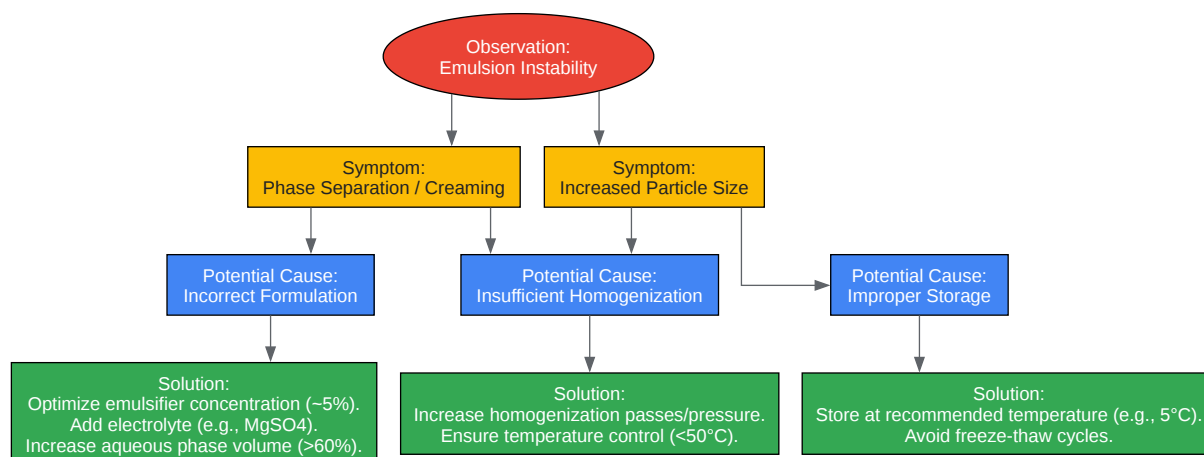 Observation:
Emulsion Instability
Symptom:
Phase Separation / Creaming
Symptom:
Increased Particle Size
Potential Cause:
Incorrect Formulation
Potential Cause:
Insufficient Homogenization
Potential Cause:
Improper Storage
Solution:
Optimize emulsifier concentration (~5%).
Add electrolyte (e.g., MgSO4).
Increase aqueous phase volume (>60%).
Solution:
Increase homogenization passes/pressure.
Ensure temperature control (<50°C).
Solution:
Store at recommended temperature (e.g., 5°C).
Avoid freeze-thaw cycles.